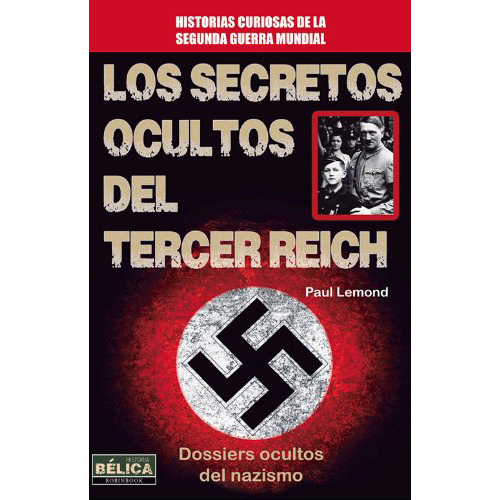 HISTORIAS CURIOSAS DE LA
SEGUNDA GUERRA MUNDIAL
LOS SECRETOS
OCULTOS
DEL
TERCER REICH
Paul Lemond
Dossiers ocultos
del nazismo
HISTORIA
BÉLICA
ROBINBOOK